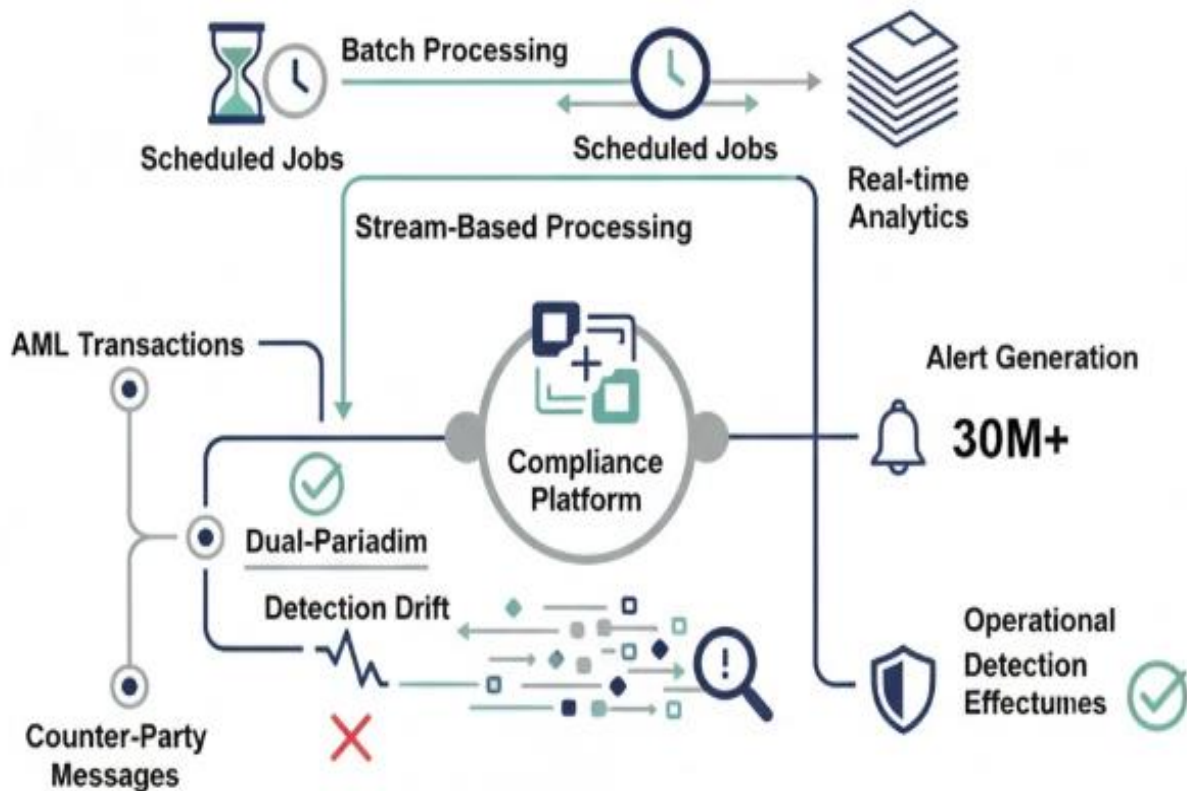 Batch Processing
Scheduled Jobs
Scheduled Jobs
Real-time
Analytics
Stream-Based Processing
AML Transactions
Compliance
Platform
Alert Generation
30M+
Dual-Pariadim
Detection Drift
Operational
Detection
Effectumes
Counter-Party
Messages